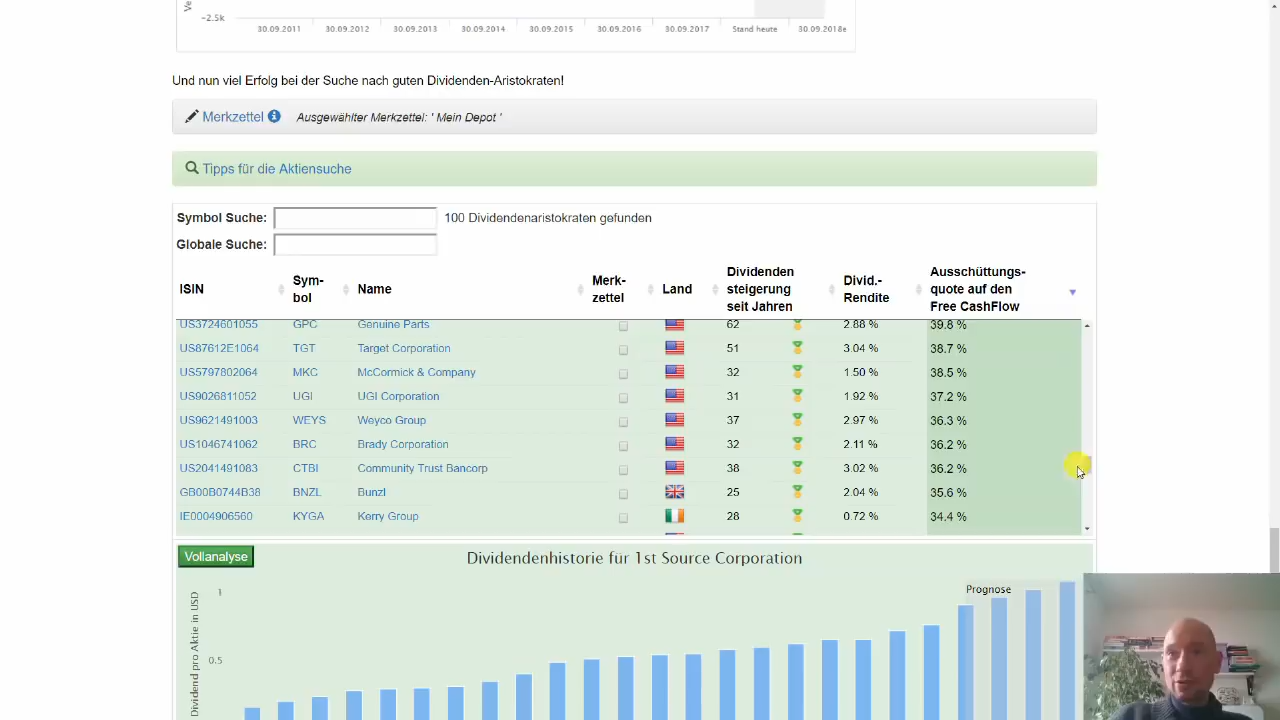 Ve
-2.5k
30.09.2011 30.09.2012 30.09.2013 30.09.2014 30.09.2015 30.09.2016 30.09.2017 Stand heute 30.09.2018e
Und nun viel Erfolg bei der Suche nach guten Dividenden-Aristokraten!
Merkzettel Ausgewählter Merkzettel: ' Mein Depot '
Tipps für die Aktiensuche
Symbol Suche: 100 Dividendenaristokraten gefunden
Globale Suche:
ISIN Sym-bol Name Merk-zettel Land Dividenden steigerung seit Jahren Divid.-Rendite Ausschüttungs-quote auf den Free CashFlow
US3724601055 GPC Genuine Parts 62 2.88 % 39.8 %
US87612E1064 TGT Target Corporation 51 3.04 % 38.7 %
US5797802064 MKC McCormick & Company 32 1.50 % 38.5 %
US9026811052 UGI UGI Corporation 31 1.92 % 37.2 %
US9621491003 WEYS Weyco Group 37 2.97 % 36.3 %
US1046741062 BRC Brady Corporation 32 2.11 % 36.2 %
US2041491083 CTBI Community Trust Bancorp 38 3.02 % 36.2 %
GB00B0744B38 BNZL Bunzl 25 2.04 % 35.6 %
IE0004906560 KYGA Kerry Group 28 0.72 % 34.4 %
Vollanalyse
Dividendenhistorie für 1st Source Corporation
Prognose
Dividend pro Aktie in USD
1
0.5